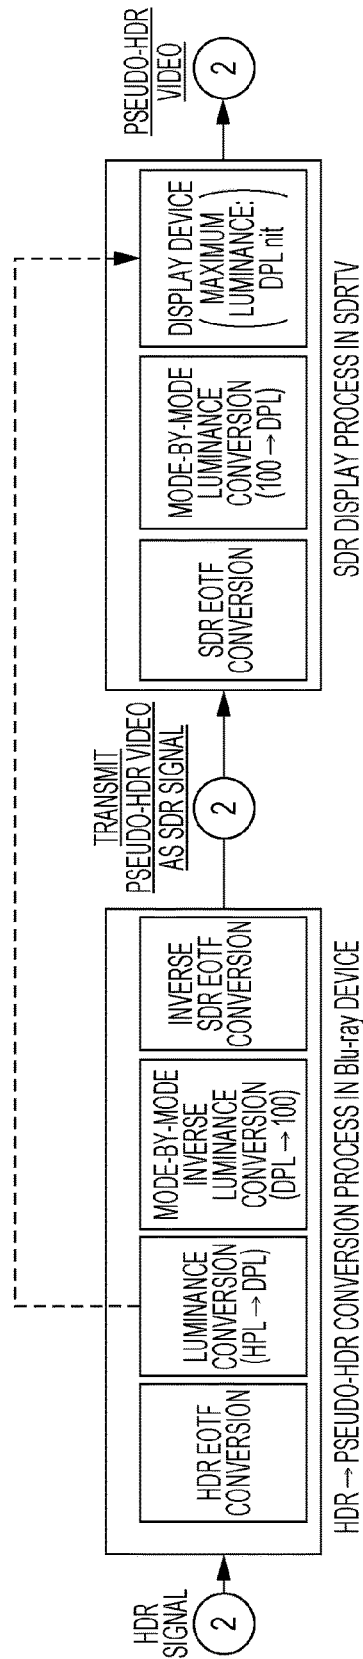 HDR
SIGNAL
2
HDR EOTF
CONVERSION
LUMINANCE
CONVERSION
(HPL → DPL)
MODE-BY-MODE
INVERSE
LUMINANCE
CONVERSION
(DPL → 100)
INVERSE
SDR EOTF
CONVERSION
HDR → PSEUDO-HDR CONVERSION PROCESS IN Blu-ray DEVICE
TRANSMIT
PSEUDO-HDR VIDEO
AS SDR SIGNAL
2
SDR EOTF
CONVERSION
MODE-BY-MODE
LUMINANCE
CONVERSION
(100 → DPL)
DISPLAY DEVICE
(MAXIMUM
LUMINANCE:
DPL nit)
SDR DISPLAY PROCESS IN SDRTV
PSEUDO-HDR
VIDEO
2